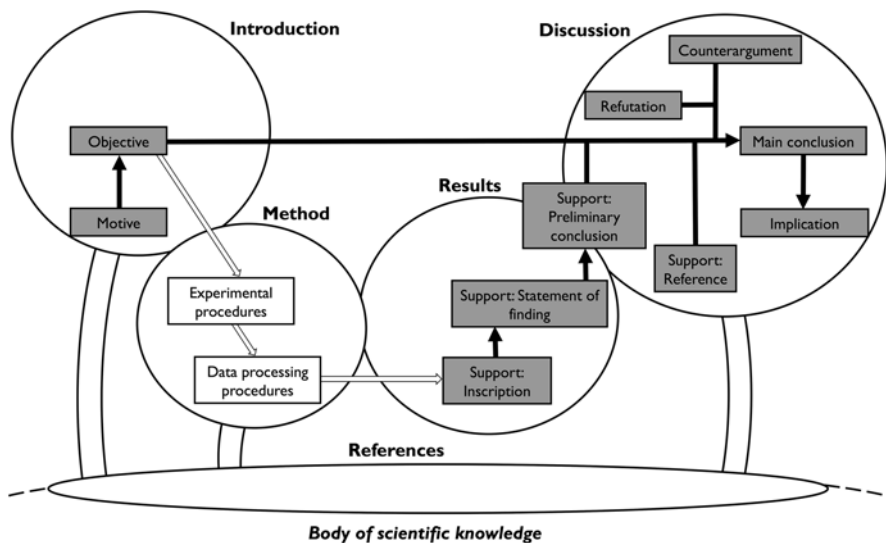 Introduction
Discussion
Counterargument
Refutation
Objective
Main conclusion
Results
Support:
Preliminary
conclusion
Motive
Method
Implication
Support:
Reference
Experimental
procedures
Support: Statement of
finding
Data processing
procedures
Support:
Inscription
References
Body of scientific knowledge